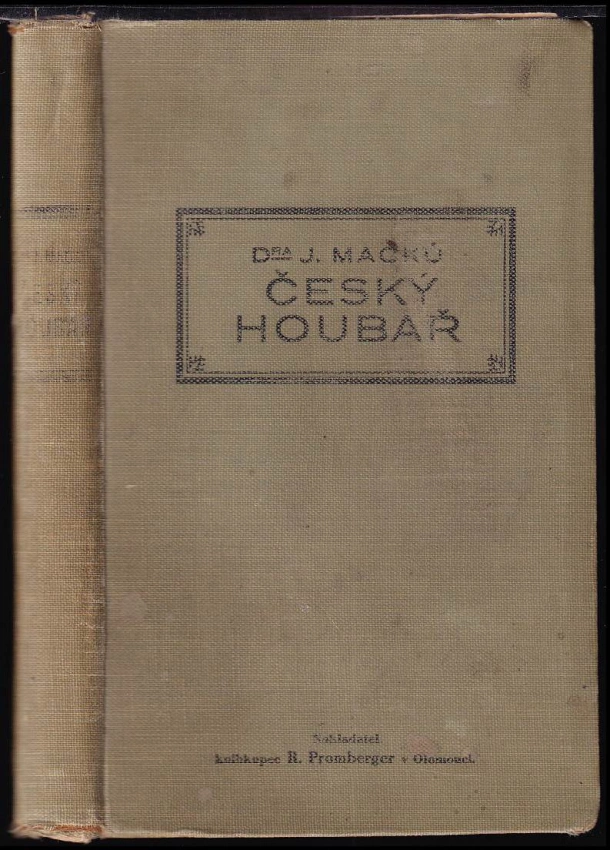 DRA J. MACKŮ
ČESKÝ
HOUBAŘ
Nakladatel
knihkupec R. Promberger v Olomouci.